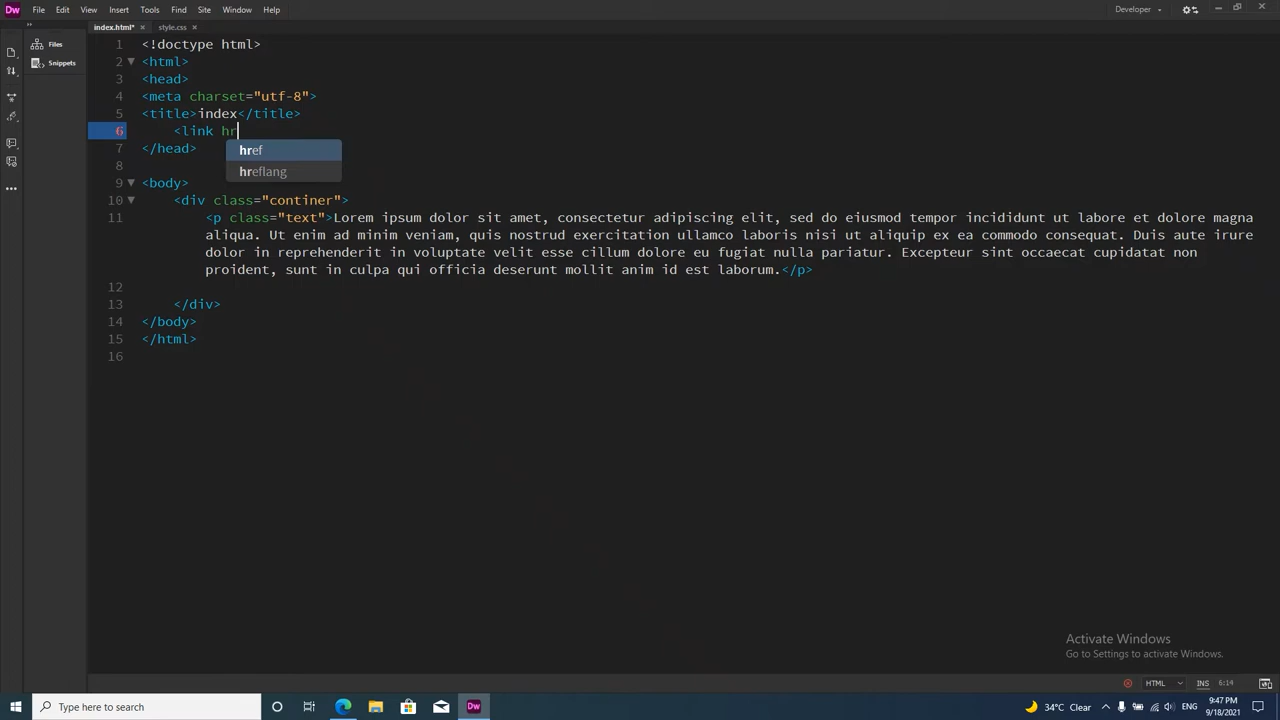 Dw File Edit View Insert Tools Find Site Window Help Developer
index.html* style.css
Files
Snippets
1 <!doctype html>
2 <html>
3 <head>
4 <meta charset="utf-8">
5 <title>index</title>
6 <link hr
7 </head>
href
hreflang
8
9 <body>
10 <div class="continer">
11 <p class="text">Lorem ipsum dolor sit amet, consectetur adipiscing elit, sed do eiusmod tempor incididunt ut labore et dolore magna
aliqua. Ut enim ad minim veniam, quis nostrud exercitation ullamco laboris nisi ut aliquip ex ea commodo consequat. Duis aute irure
dolor in reprehenderit in voluptate velit esse cillum dolore eu fugiat nulla pariatur. Excepteur sint occaecat cupidatat non
proident, sunt in culpa qui officia deserunt mollit anim id est laborum.</p>
12
13 </div>
14 </body>
15 </html>
16
Activate Windows
Go to Settings to activate Windows.
HTML INS 6:14
Type here to search
Dw
34°C Clear
ENG
9:47 PM
9/18/2021